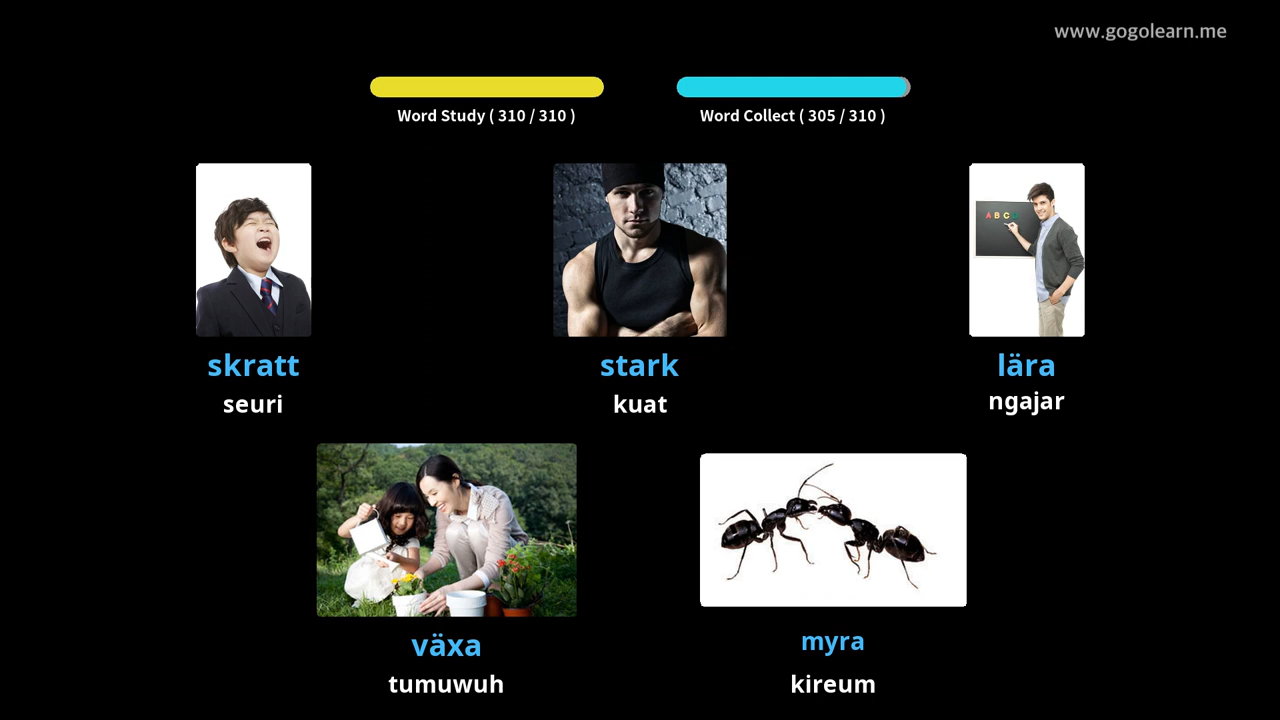 www.gogolearn.me
Word Study ( 310 / 310 )
Word Collect ( 305 / 310 )
A B C D
skratt
seuri
stark
kuat
lära
ngajar
växa
tumuwuh
myra
kireum